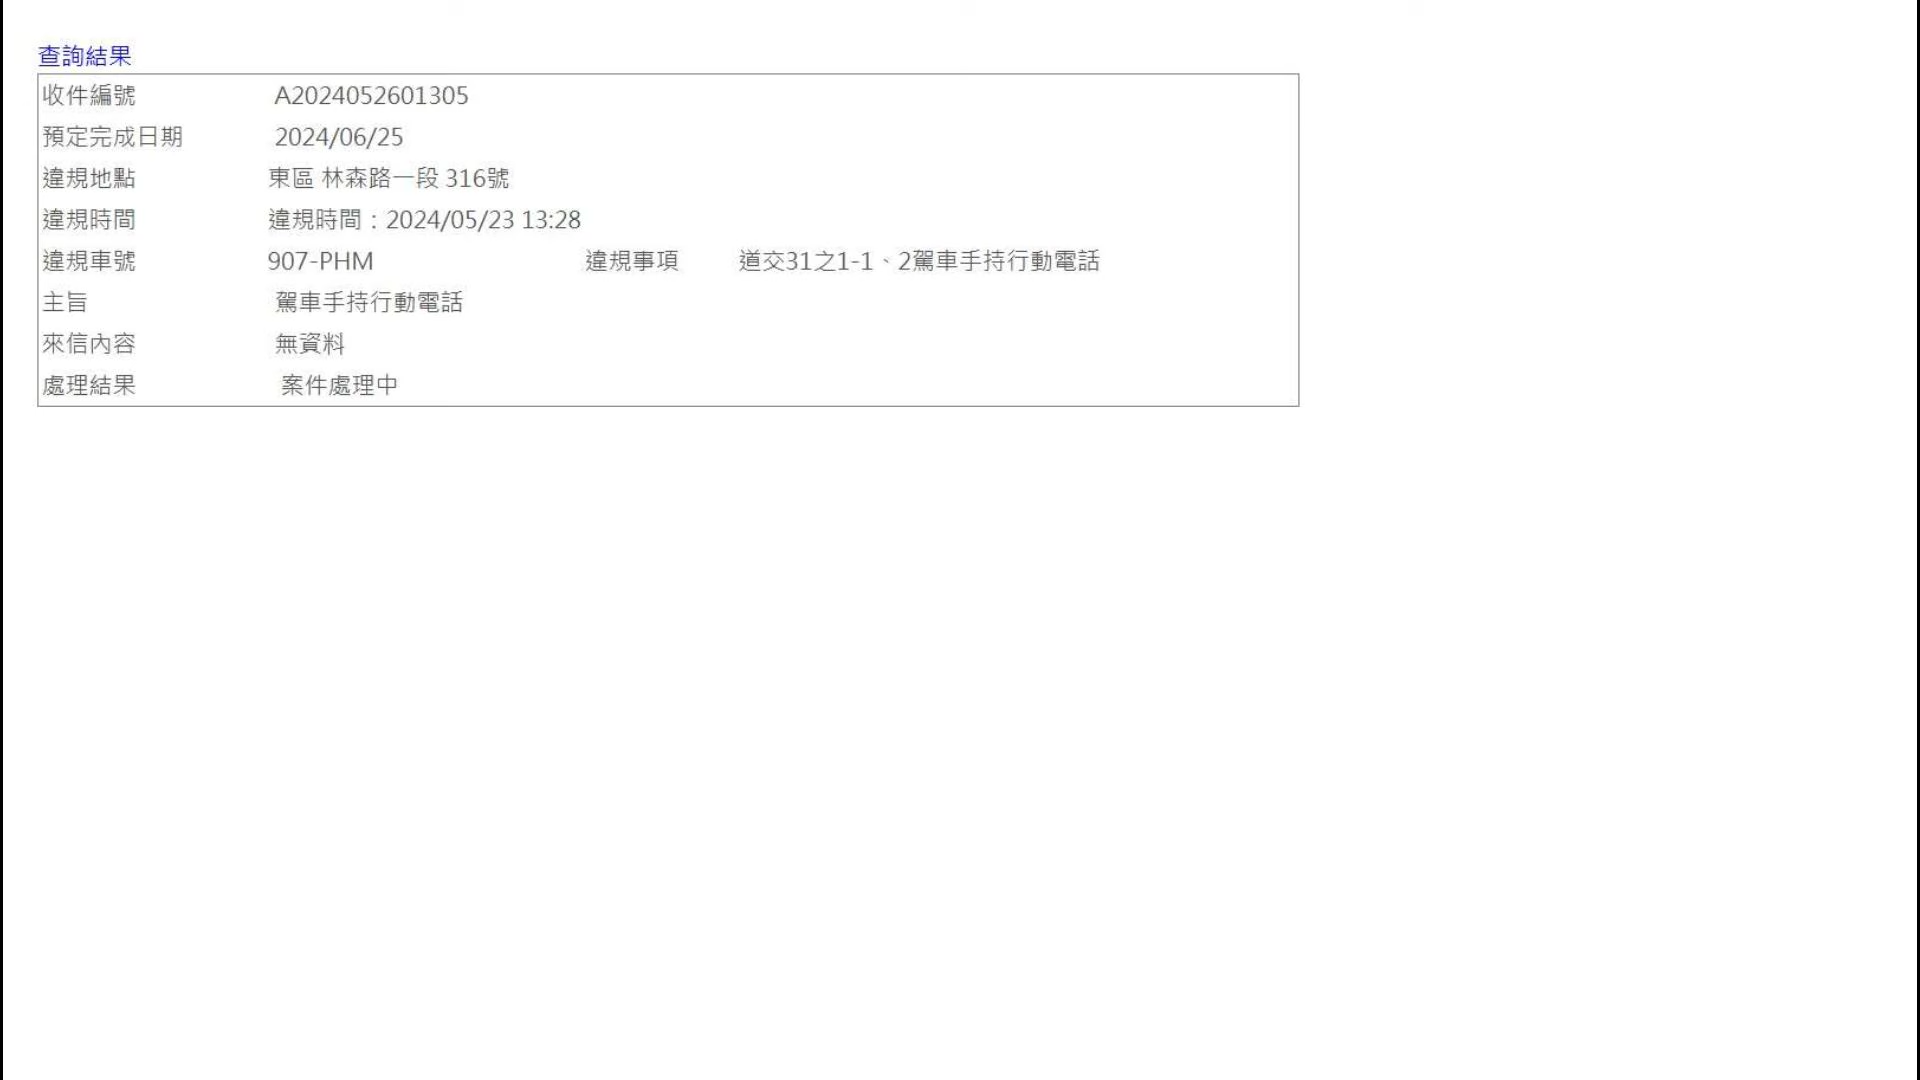 查詢結果
收件編號 A2024052601305
預定完成日期 2024/06/25
違規地點 東區 林森路一段 316號
違規時間 違規時間：2024/05/23 13:28
違規車號 907-PHM 違規事項 道交31之1-1、2駕車手持行動電話
主旨 駕車手持行動電話
來信內容 無資料
處理結果 案件處理中